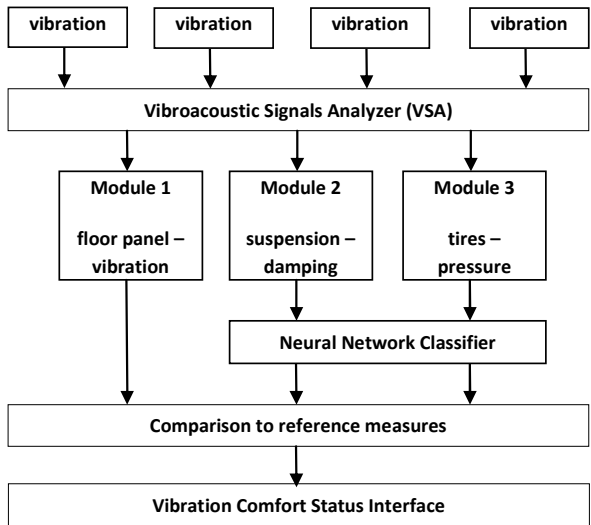 vibration
vibration
vibration
vibration
Vibroacoustic Signals Analyzer (VSA)
Module 1
floor panel –
vibration
Module 2
suspension –
damping
Module 3
tires –
pressure
Neural Network Classifier
Comparison to reference measures
Vibration Comfort Status Interface